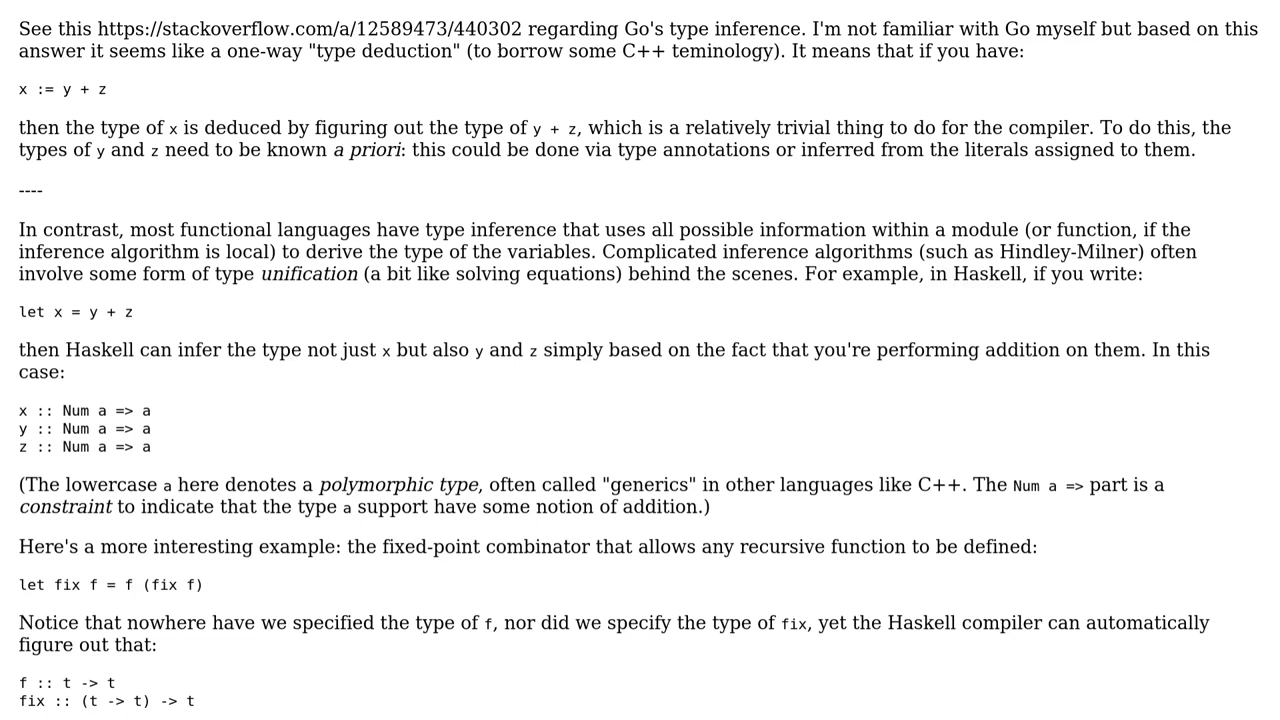 See this https://stackoverflow.com/a/12589473/440302 regarding Go's type inference. I'm not familiar with Go myself but based on this
answer it seems like a one-way "type deduction" (to borrow some C++ teminology). It means that if you have:
x := y + z
then the type of x is deduced by figuring out the type of y + z, which is a relatively trivial thing to do for the compiler. To do this, the
types of y and z need to be known a priori: this could be done via type annotations or inferred from the literals assigned to them.
----
In contrast, most functional languages have type inference that uses all possible information within a module (or function, if the
inference algorithm is local) to derive the type of the variables. Complicated inference algorithms (such as Hindley-Milner) often
involve some form of type unification (a bit like solving equations) behind the scenes. For example, in Haskell, if you write:
let x = y + z
then Haskell can infer the type not just x but also y and z simply based on the fact that you're performing addition on them. In this
case:
x :: Num a => a
y :: Num a => a
z :: Num a => a
(The lowercase a here denotes a polymorphic type, often called "generics" in other languages like C++. The Num a => part is a
constraint to indicate that the type a support have some notion of addition.)
Here's a more interesting example: the fixed-point combinator that allows any recursive function to be defined:
let fix f = f (fix f)
Notice that nowhere have we specified the type of f, nor did we specify the type of fix, yet the Haskell compiler can automatically
figure out that:
f :: t -> t
fix :: (t -> t) -> t